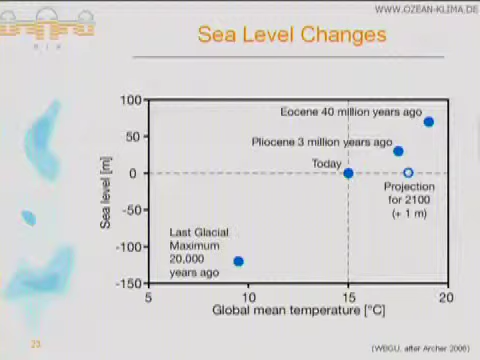 WWW.OZEAN-KLIMA.DE
PIK
Sea Level Changes
100
50
0
-50
-100
-150
Sea level [m]
Eocene 40 million years ago
Pliocene 3 million years ago
Today
Projection
for 2100
(+ 1 m)
Last Glacial
Maximum
20,000
years ago
5
10
15
20
Global mean temperature [°C]
(WBGU, after Archer 2006)